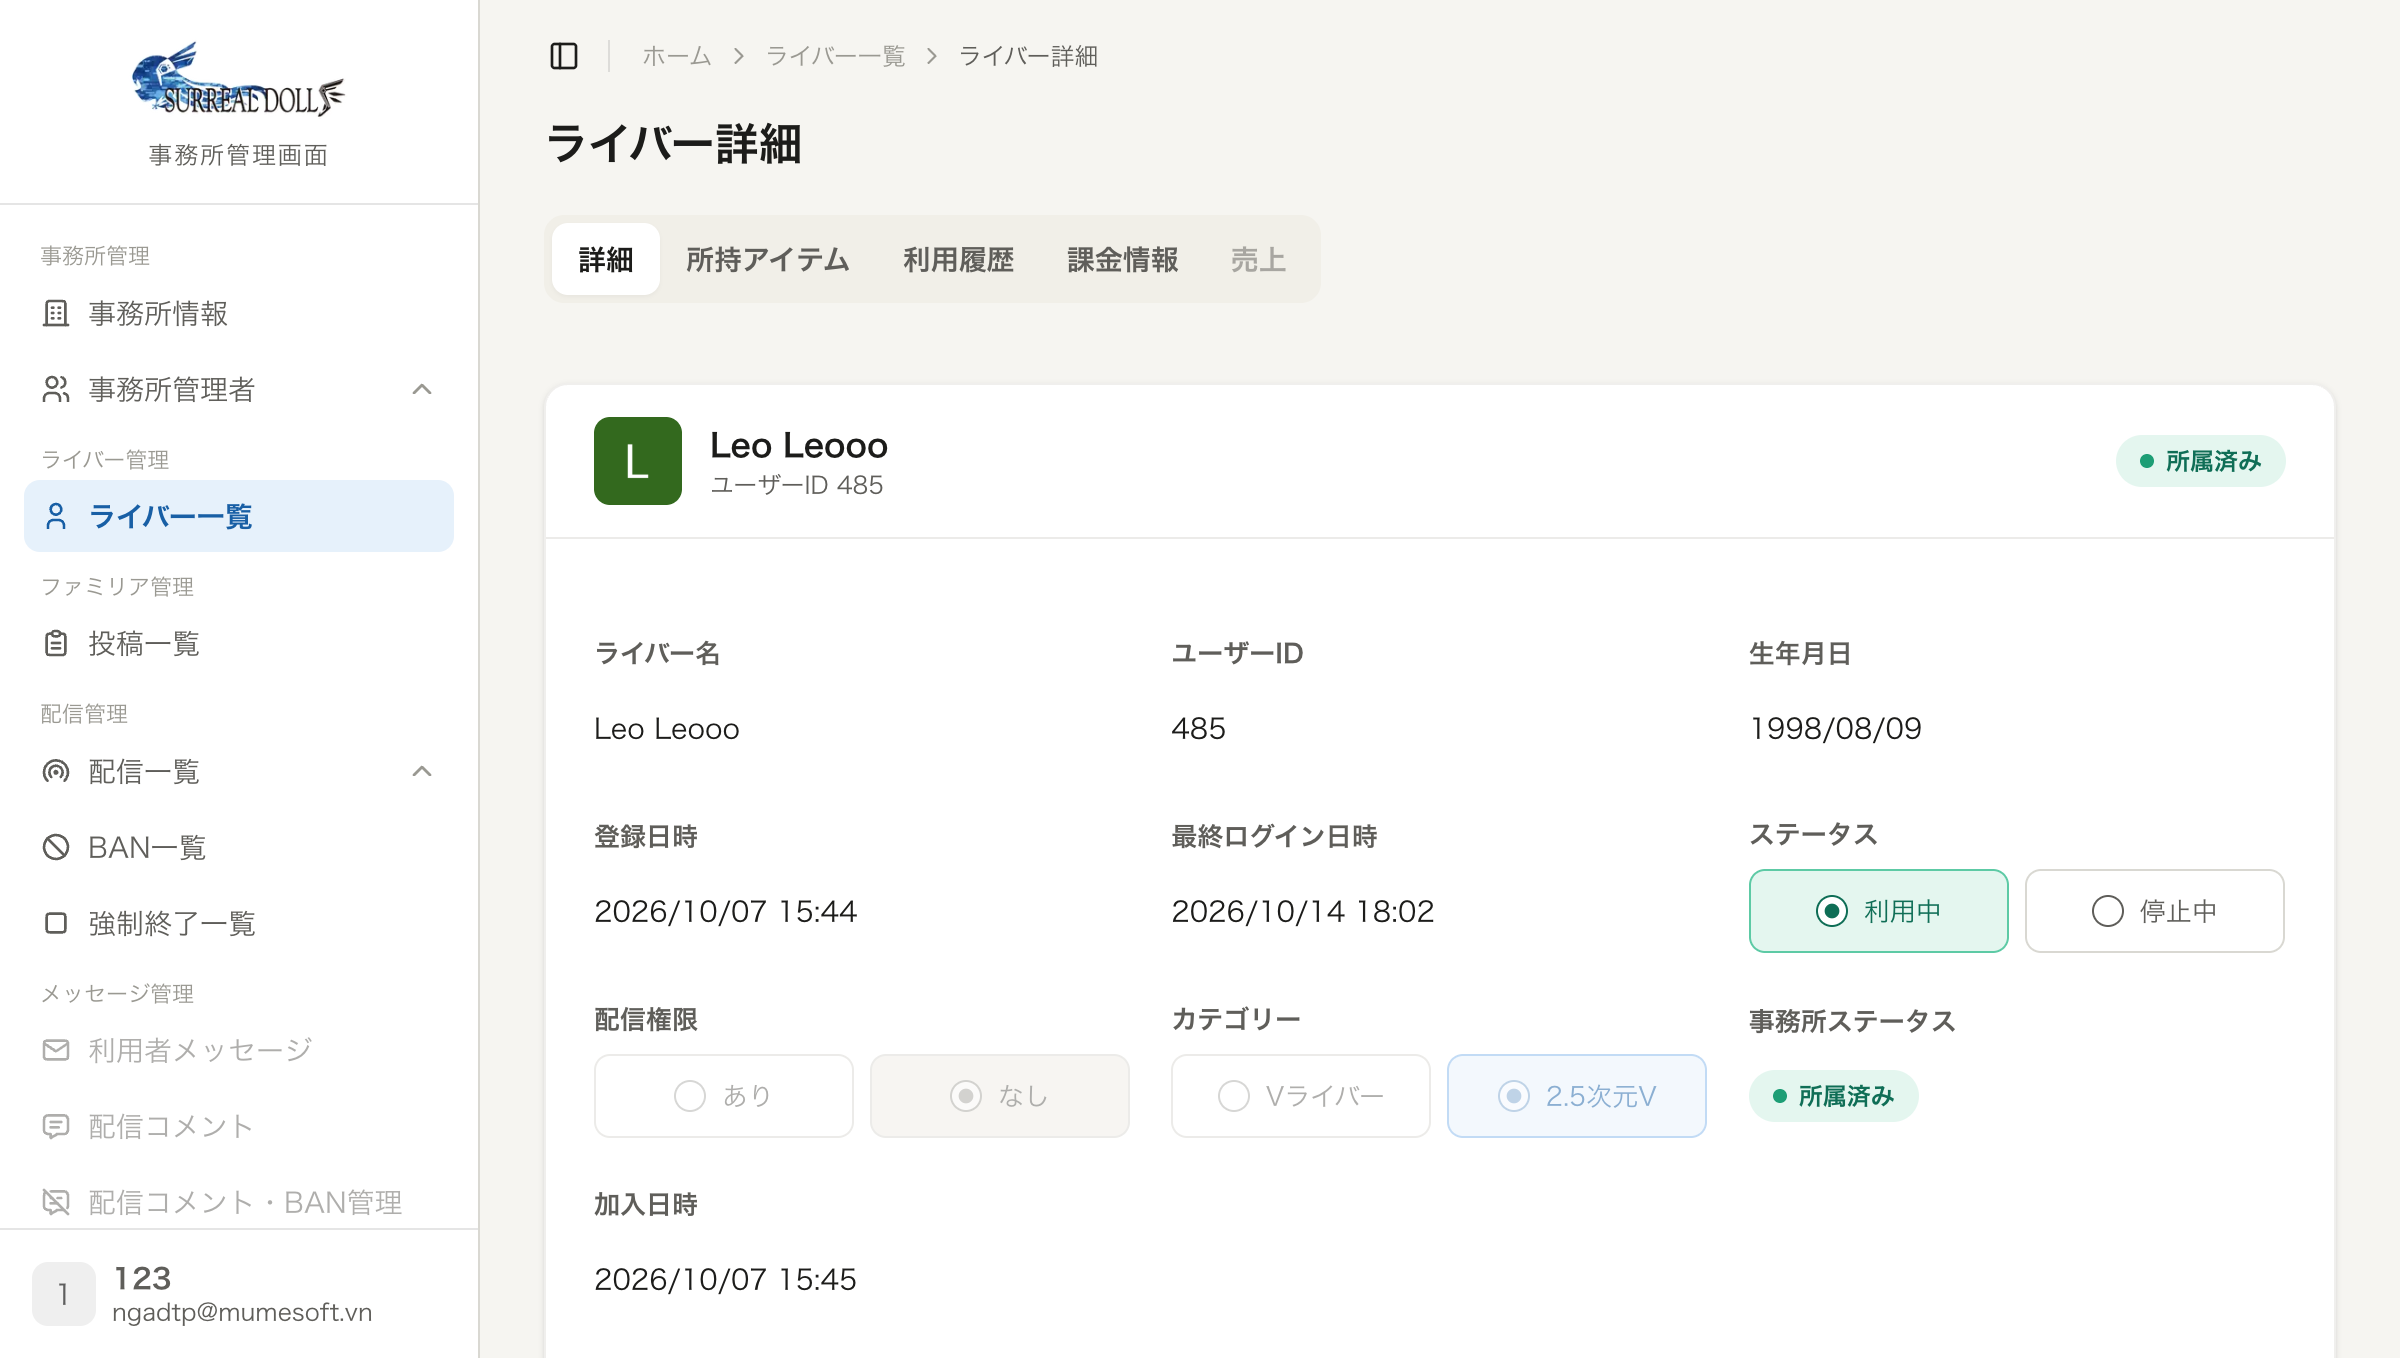 SURREAL DOLL
事務所管理画面
事務所管理
事務所情報
事務所管理者
ライバー管理
ライバー一覧
ファミリア管理
投稿一覧
配信管理
配信一覧
BAN一覧
強制終了一覧
メッセージ管理
利用者メッセージ
配信コメント
配信コメント・BAN管理
1
123
ngadtp@mumesoft.vn
ホーム > ライバー一覧 > ライバー詳細
ライバー詳細
詳細 所持アイテム 利用履歴 課金情報 売上
L
Leo Leooo
ユーザーID 485
所属済み
ライバー名 ユーザーID 生年月日
Leo Leooo 485 1998/08/09
登録日時 最終ログイン日時 ステータス
2026/10/07 15:44 2026/10/14 18:02 利用中 停止中
配信権限 カテゴリー 事務所ステータス
あり なし Vライバー 2.5次元V 所属済み
加入日時
2026/10/07 15:45